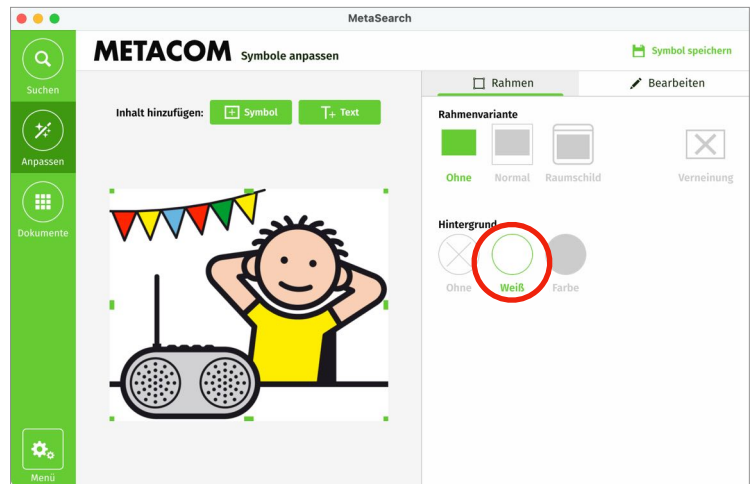 MetaSearch
METACOM Symbole anpassen
Symbol speichern
Suchen
Anpassen
Dokumente
Menü
Inhalt hinzufügen:
Symbol
T+ Text
Rahmen
Bearbeiten
Rahmenvariante
Ohne
Normal
Raumschild
Verneinung
Hintergrund
Ohne
Weiß
Farbe